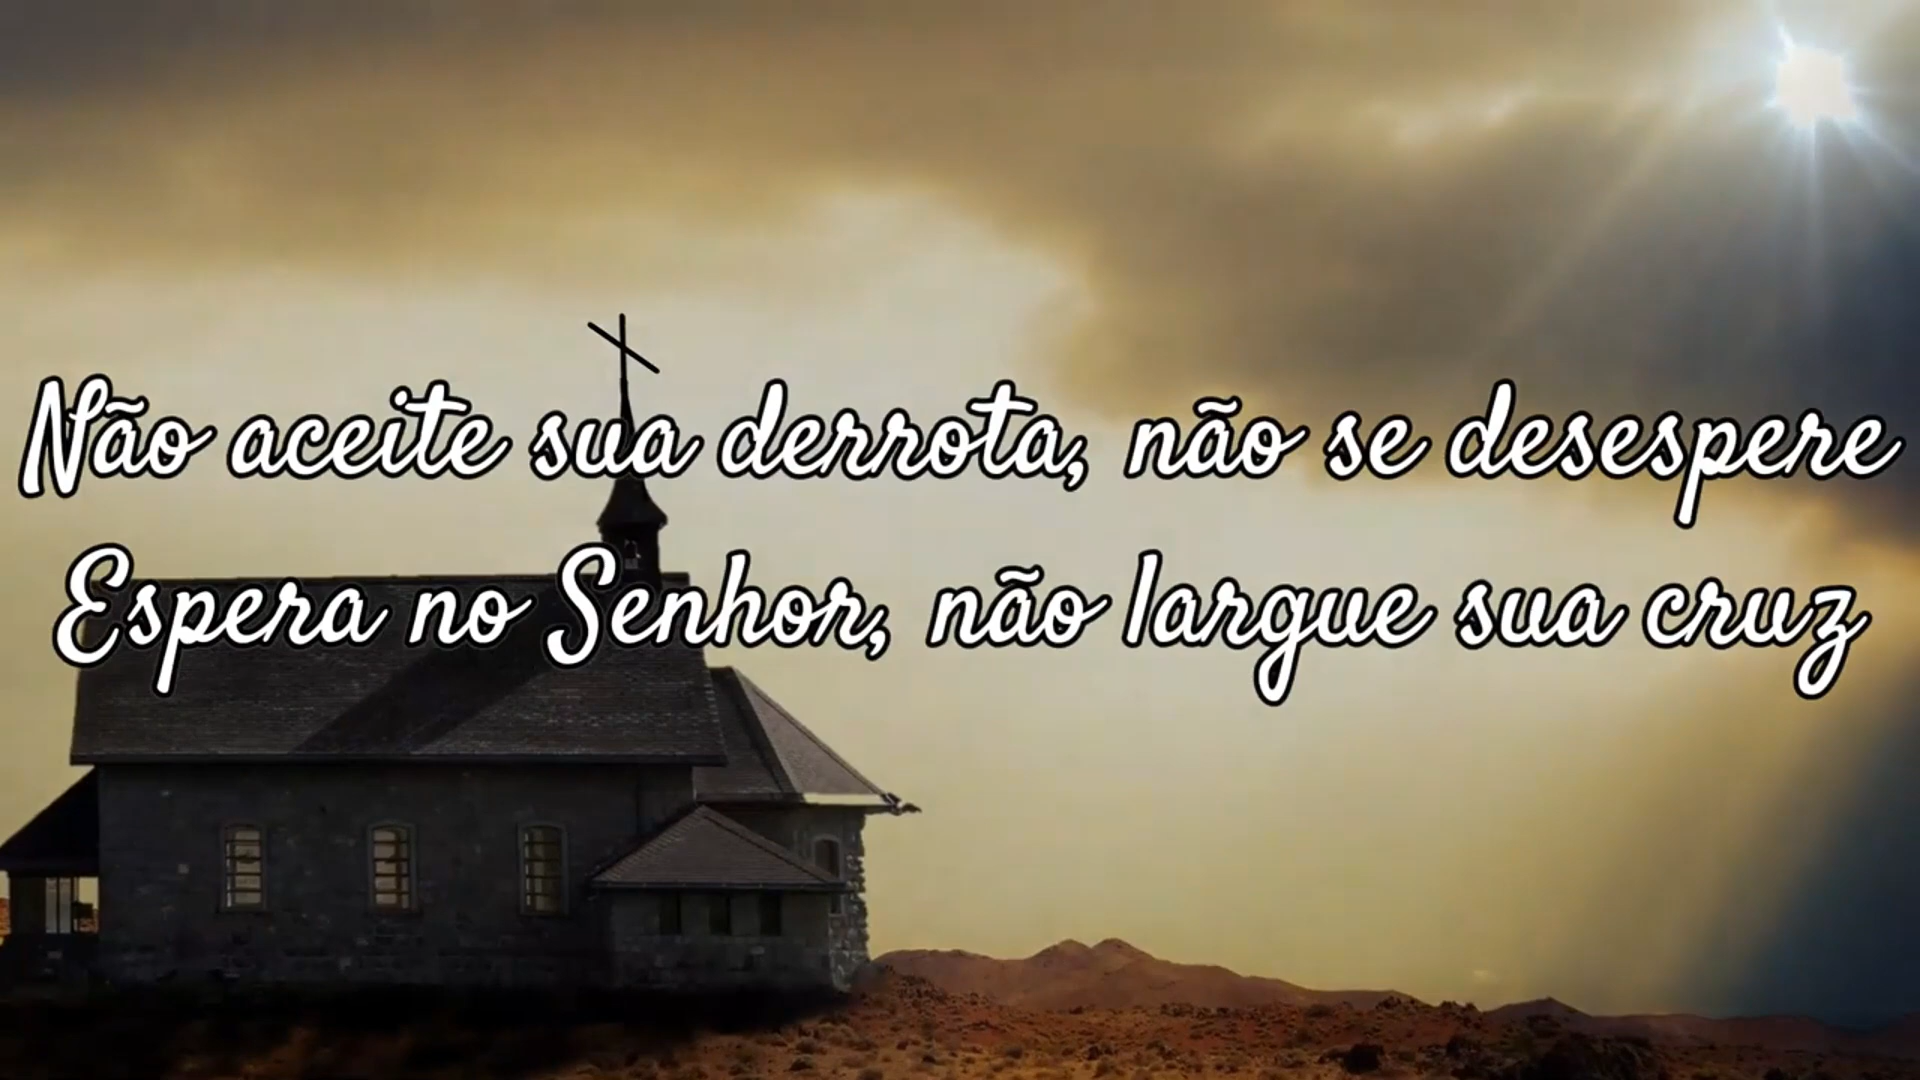 Não aceite sua derrota, não se desespere
Espera no Senhor, não largue sua cruz